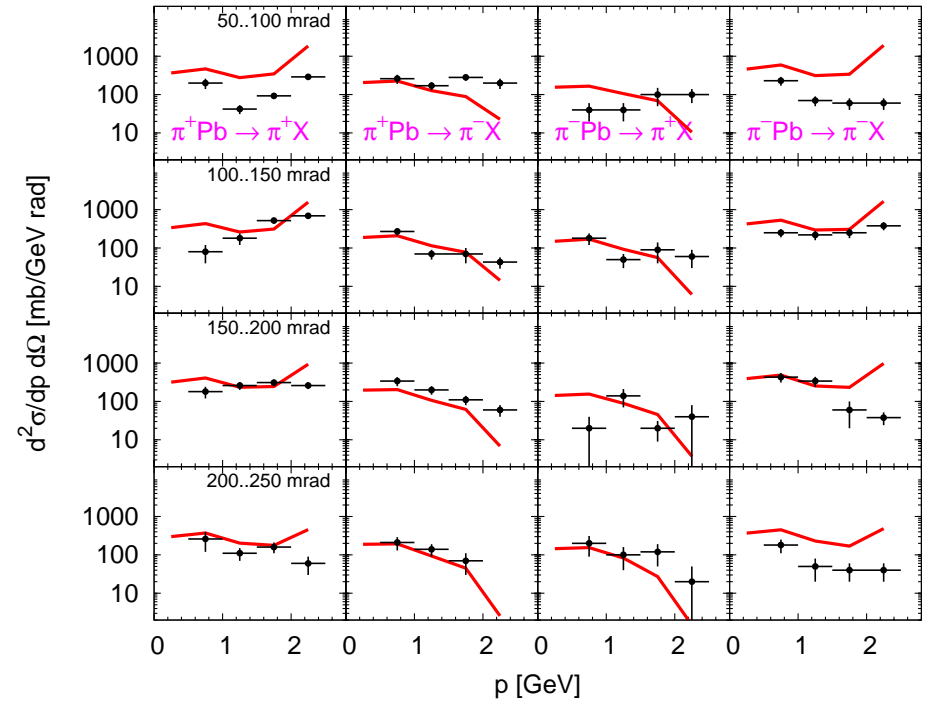 50..100 mrad
1000
100
10
π⁺Pb → π⁺X
π⁺Pb → π⁻X
π⁻Pb → π⁺X
π⁻Pb → π⁻X
100..150 mrad
1000
100
10
150..200 mrad
1000
100
10
200..250 mrad
1000
100
10
0 1 2 0 1 2 0 1 2 0 1 2
d²σ/dp dΩ [mb/GeV rad]
p [GeV]